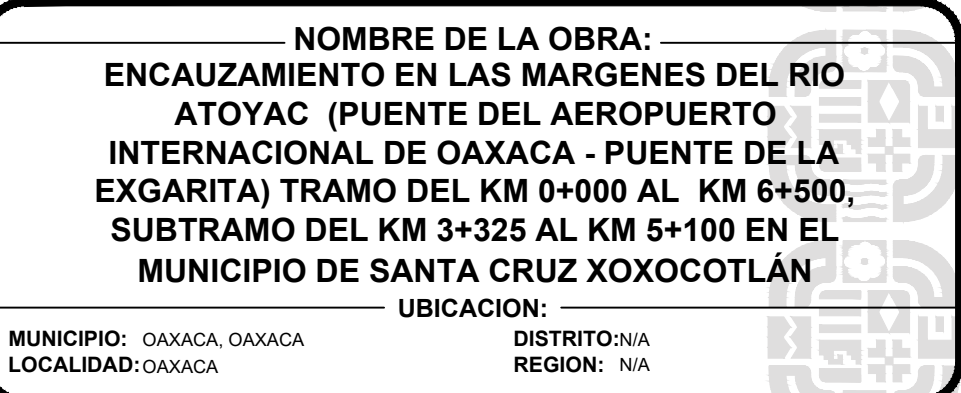 NOMBRE DE LA OBRA:
ENCAUZAMIENTO EN LAS MARGENES DEL RIO
ATOYAC (PUENTE DEL AEROPUERTO
INTERNACIONAL DE OAXACA - PUENTE DE LA
EXGARITA) TRAMO DEL KM 0+000 AL KM 6+500,
SUBTRAMO DEL KM 3+325 AL KM 5+100 EN EL
MUNICIPIO DE SANTA CRUZ XOXOCOTLÁN
UBICACION:
MUNICIPIO: OAXACA, OAXACA DISTRITO:N/A
LOCALIDAD: OAXACA REGION: N/A